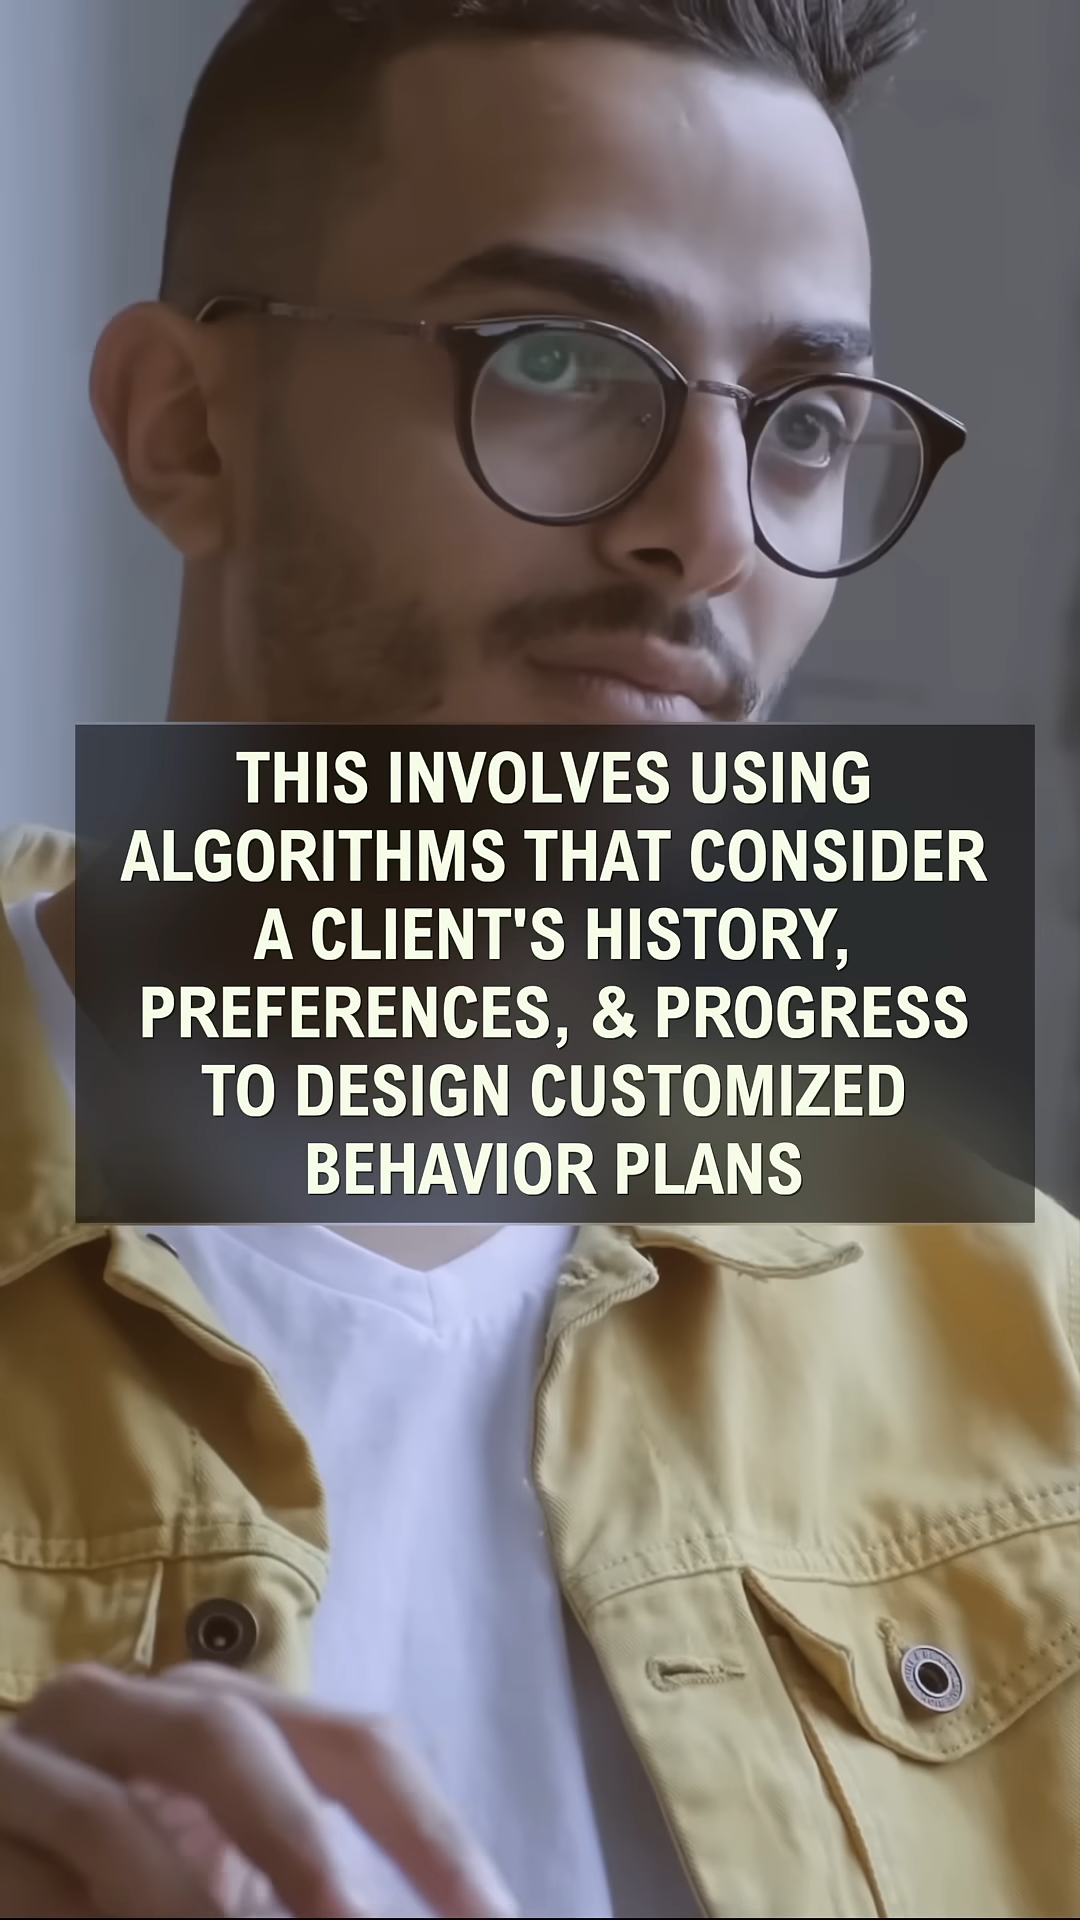 THIS INVOLVES USING
ALGORITHMS THAT CONSIDER
A CLIENT'S HISTORY,
PREFERENCES, & PROGRESS
TO DESIGN CUSTOMIZED
BEHAVIOR PLANS